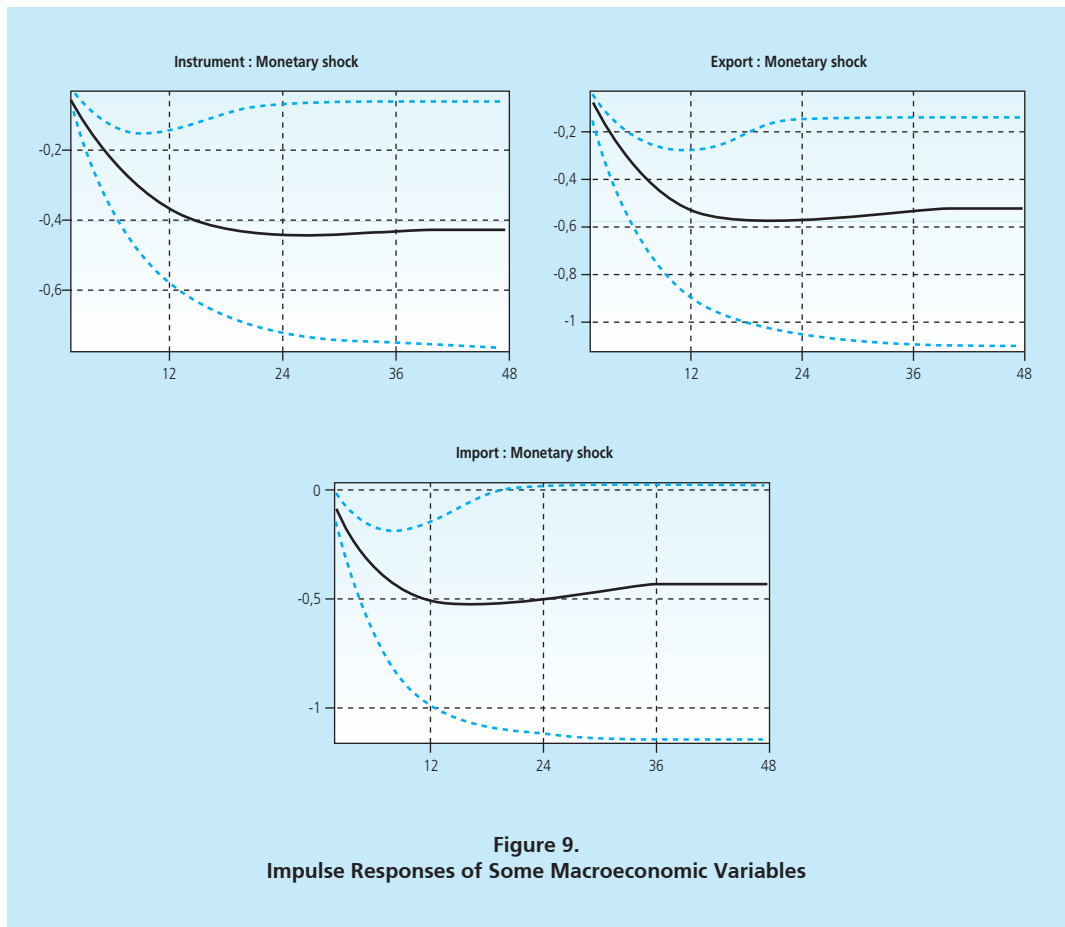 Instrument : Monetary shock
-0,2
-0,4
-0,6
12 24 36 48
Export : Monetary shock
-0,2
-0,4
-0,6
-0,8
-1
12 24 36 48
Import : Monetary shock
0
-0,5
-1
12 24 36 48
Figure 9.
Impulse Responses of Some Macroeconomic Variables